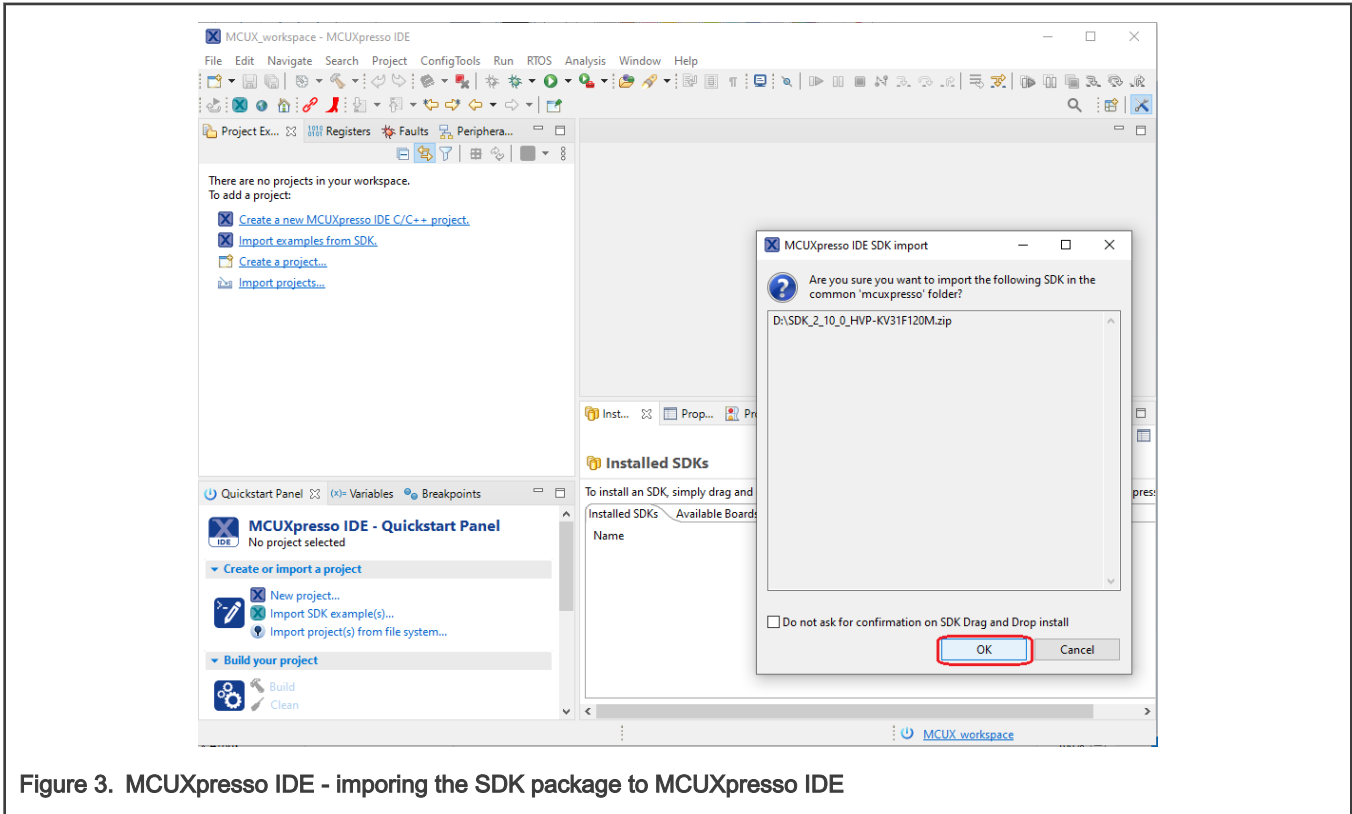 MCUX_workspace - MCUXpresso IDE
File Edit Navigate Search Project ConfigTools Run RTOS Analysis Window Help
Project Ex... Registers Faults Periphera...
There are no projects in your workspace.
To add a project:
Create a new MCUXpresso IDE C/C++ project.
Import examples from SDK.
Create a project...
Import projects...
MCUXpresso IDE SDK import
Are you sure you want to import the following SDK in the
common 'mcuxpresso' folder?
D:\SDK_2_10_0_HVP-KV31F120M.zip
Do not ask for confirmation on SDK Drag and Drop install
OK Cancel
Inst... Prop... Pr
Installed SDKs
To install an SDK, simply drag and
Installed SDKs Available Boards
Name
Quickstart Panel (x)= Variables Breakpoints
IDE
MCUXpresso IDE - Quickstart Panel
No project selected
Create or import a project
New project...
Import SDK example(s)...
Import project(s) from file system...
Build your project
Build
Clean
MCUX_workspace
Figure 3. MCUXpresso IDE - imporing the SDK package to MCUXpresso IDE